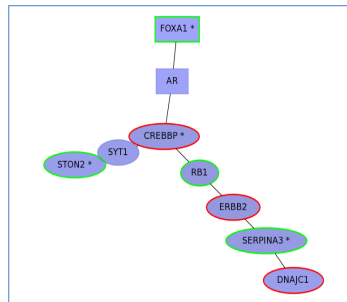 FOXA1 *
AR
CREBBP *
SYT1
STON2 *
RB1
ERBB2
SERPINA3 *
DNAJC1